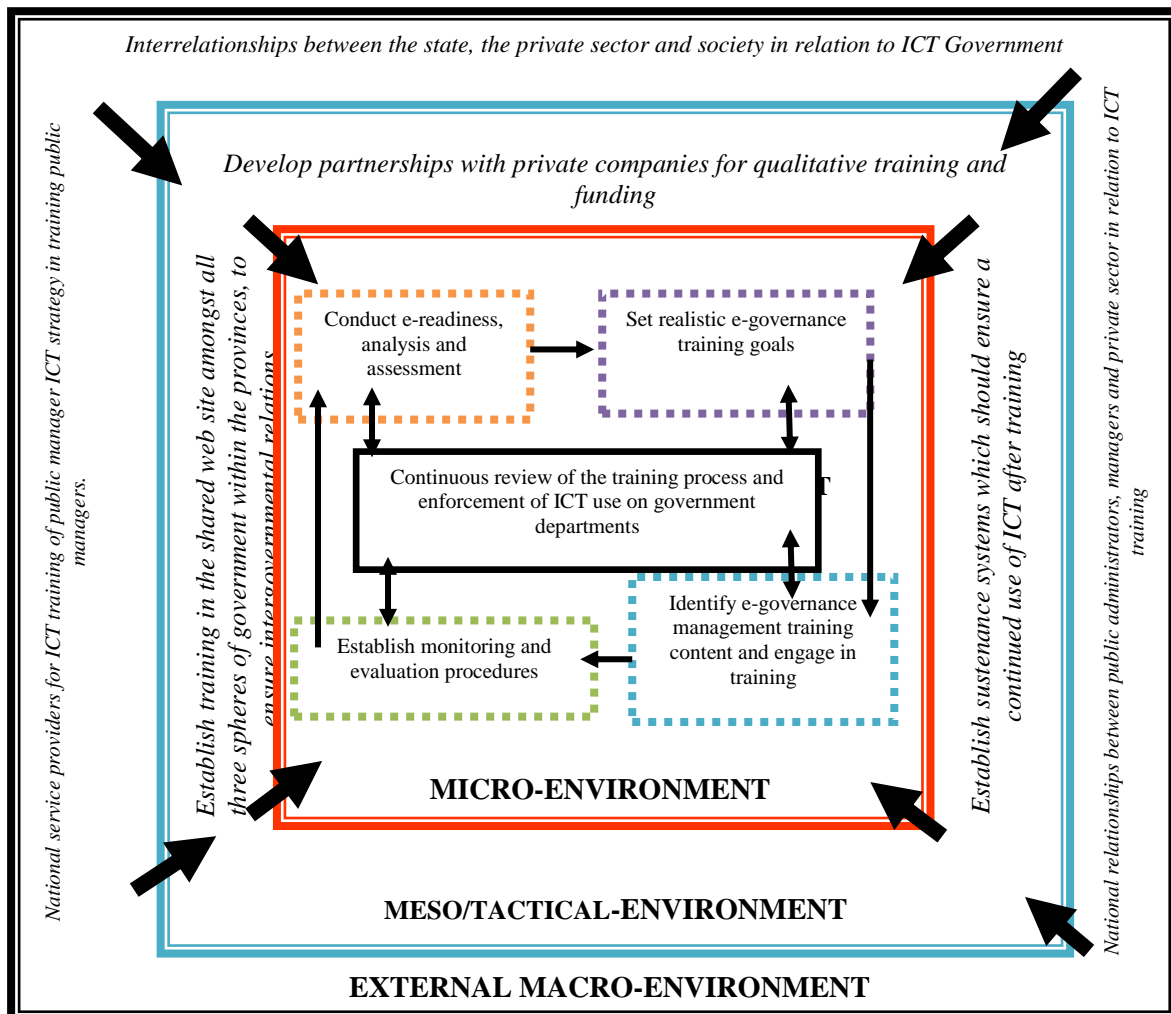 Interrelationships between the state, the private sector and society in relation to ICT Government
National service providers for ICT training of public manager ICT strategy in training public
managers.
Develop partnerships with private companies for qualitative training and
funding
Establish training in the shared web site amongst all
three spheres of government within the provinces, to
ensure intergovernmental relations
Conduct e-readiness,
analysis and
assessment
Set realistic e-governance
training goals
Continuous review of the training process and
enforcement of ICT use on government
departments
T
Establish monitoring and
evaluation procedures
Identify e-governance
management training
content and engage in
training
MICRO-ENVIRONMENT
Establish sustenance systems which should ensure a
continued use of ICT after training
National relationships between public administrators, managers and private sector in relation to ICT
training
MESO/TACTICAL-ENVIRONMENT
EXTERNAL MACRO-ENVIRONMENT